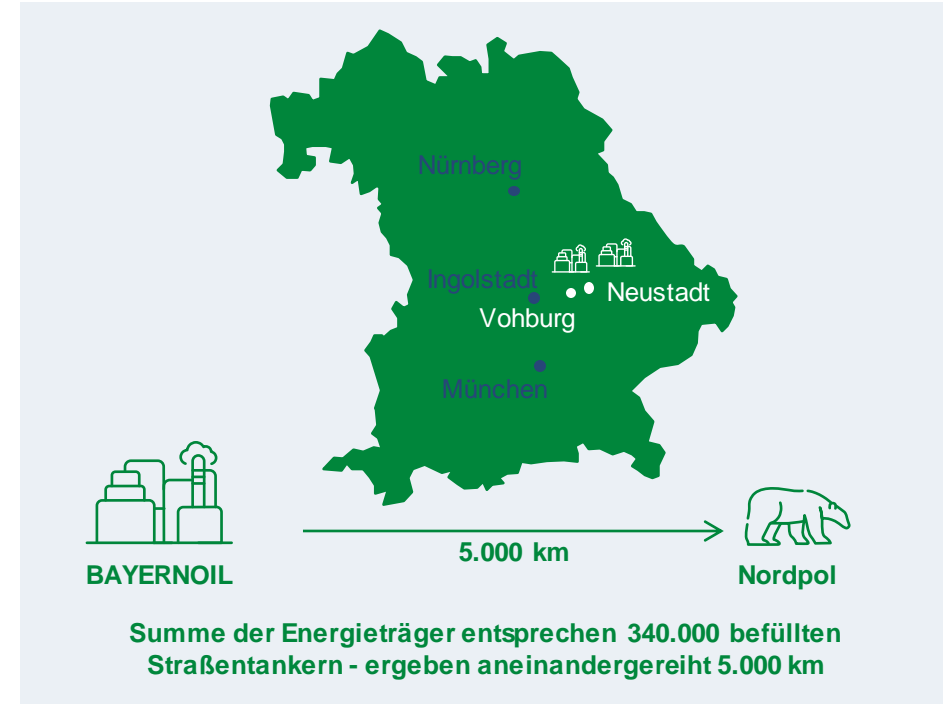 Nürnberg
Ingolstadt
Neustadt
Vohburg
München
5.000 km
BAYERNOIL
Nordpol
Summe der Energieträger entsprechen 340.000 befüllten
Straßentankern - ergeben aneinandergereiht 5.000 km